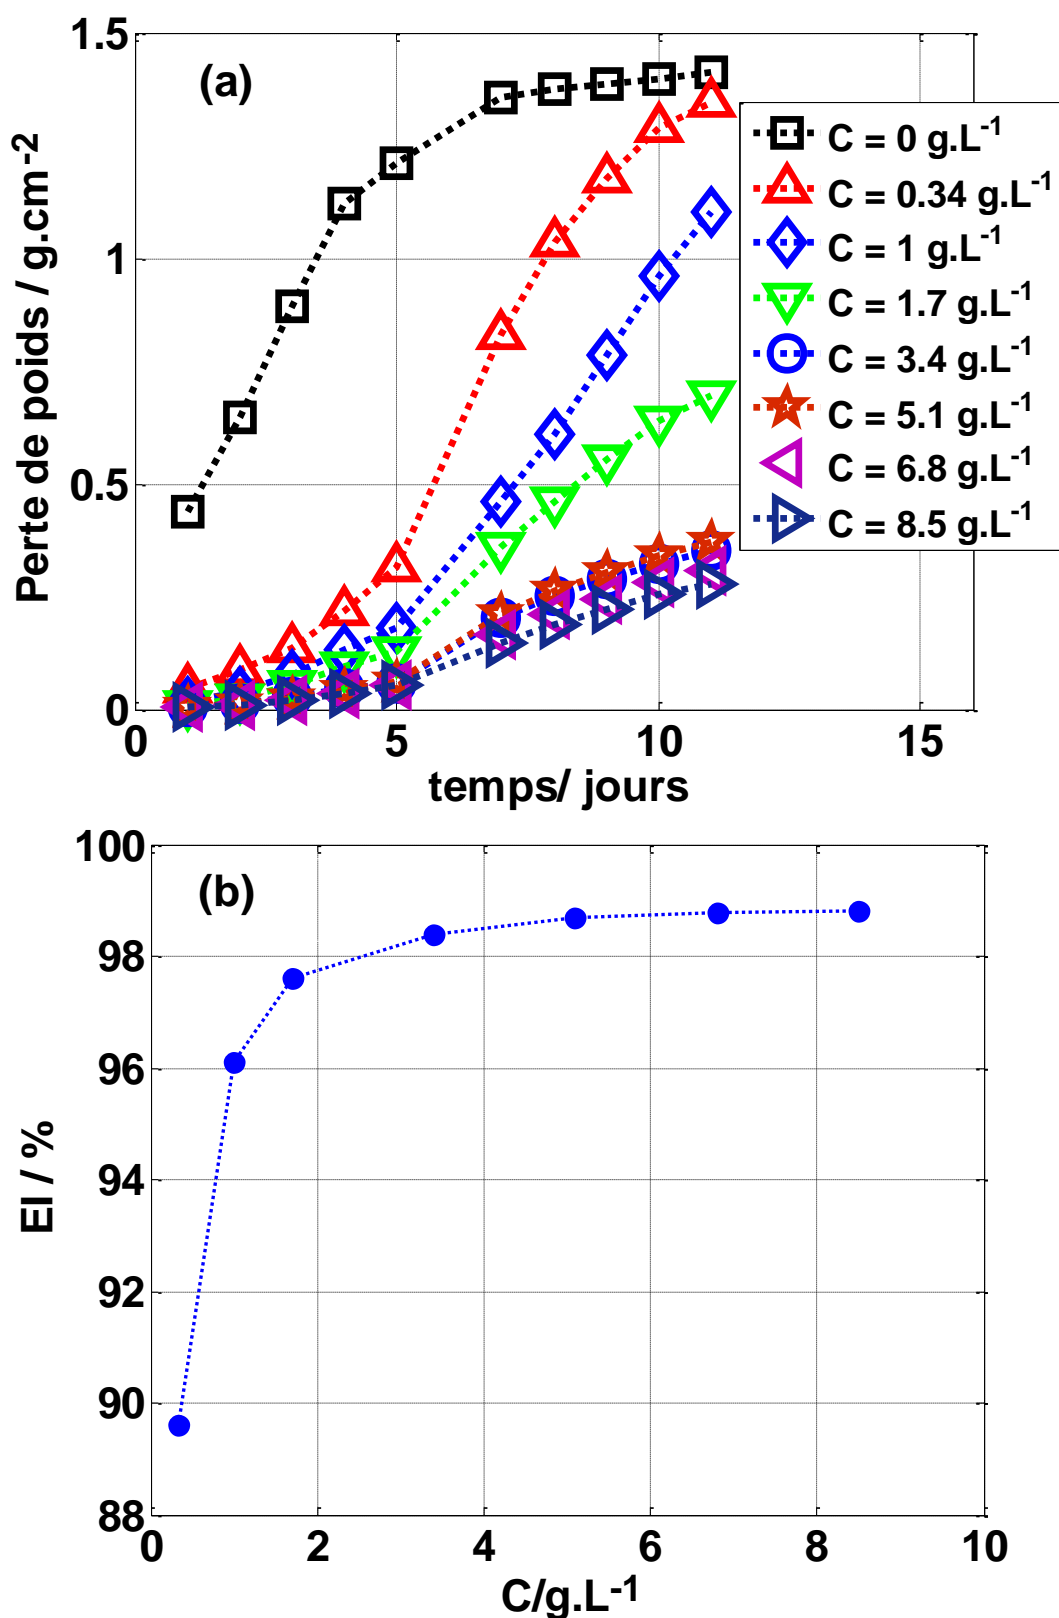 (a)
Perte de poids / g.cm-2
1.5
1
0.5
0
0 5 10 15
temps/ jours
C = 0 g.L-1
C = 0.34 g.L-1
C = 1 g.L-1
C = 1.7 g.L-1
C = 3.4 g.L-1
C = 5.1 g.L-1
C = 6.8 g.L-1
C = 8.5 g.L-1
(b)
EI / %
100
98
96
94
92
90
88
0 2 4 6 8 10
C/g.L-1